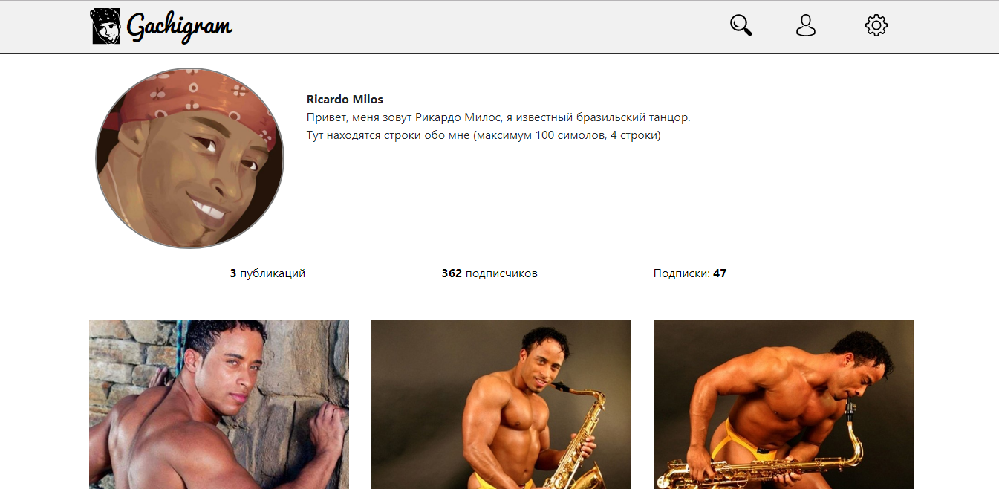 Gachigram
Ricardo Milos
Привет, меня зовут Рикардо Милос, я известный бразильский танцор.
Тут находятся строки обо мне (максимум 100 симолов, 4 строки)
3 публикаций
362 подписчиков
Подписки: 47